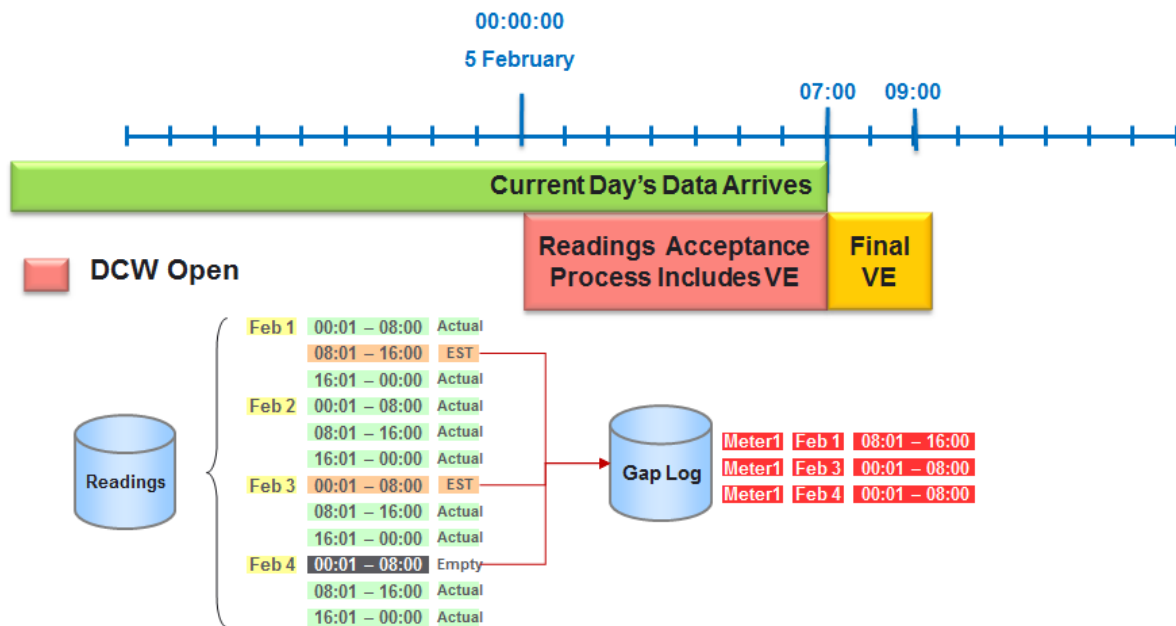 00:00:00
5 February
07:00
09:00
Current Day's Data Arrives
Readings Acceptance
Process Includes VE
Final
VE
DCW Open
Feb 1 00:01 – 08:00 Actual
08:01 – 16:00 EST
16:01 – 00:00 Actual
Feb 2 00:01 – 08:00 Actual
08:01 – 16:00 Actual
16:01 – 00:00 Actual
Feb 3 00:01 – 08:00 EST
08:01 – 16:00 Actual
16:01 – 00:00 Actual
Feb 4 00:01 – 08:00 Empty
08:01 – 16:00 Actual
16:01 – 00:00 Actual
Readings
Gap Log
Meter1 Feb 1 08:01 – 16:00
Meter1 Feb 3 00:01 – 08:00
Meter1 Feb 4 00:01 – 08:00